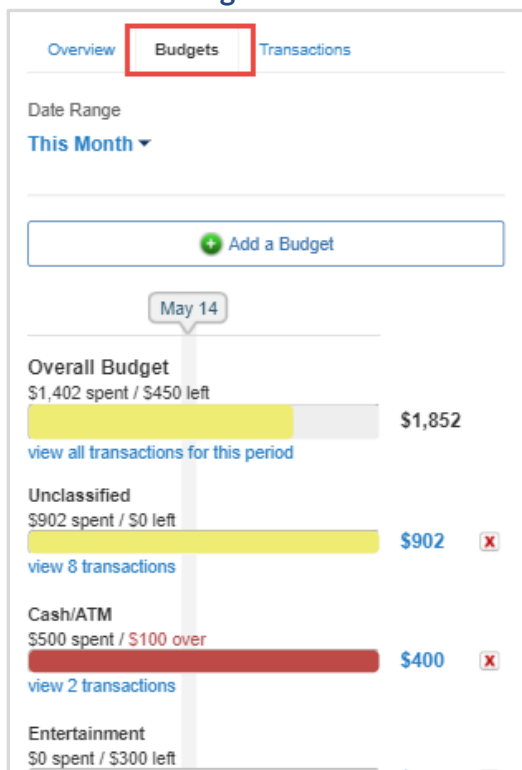 Overview Budgets Transactions
Date Range
This Month
Add a Budget
May 14
Overall Budget
$1,402 spent / $450 left
$1,852
view all transactions for this period
Unclassified
$902 spent / $0 left
$902 x
view 8 transactions
Cash/ATM
$500 spent / $100 over
$400 x
view 2 transactions
Entertainment
$0 spent / $300 left